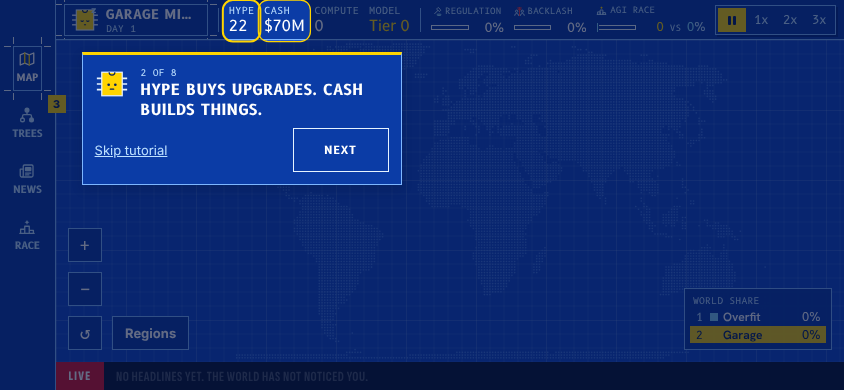 GARAGE MI...
DAY 1
HYPE
22
CASH
$70M
COMPUTE
0
MODEL
Tier 0
REGULATION
0%
BACKLASH
0%
AGI RACE
0 VS 0%
1x 2x 3x
MAP
3
TREES
NEWS
RACE
2 OF 8
HYPE BUYS UPGRADES. CASH
BUILDS THINGS.
Skip tutorial
NEXT
+
−
↺
Regions
WORLD SHARE
1 Overfit 0%
2 Garage 0%
LIVE
NO HEADLINES YET. THE WORLD HAS NOT NOTICED YOU.